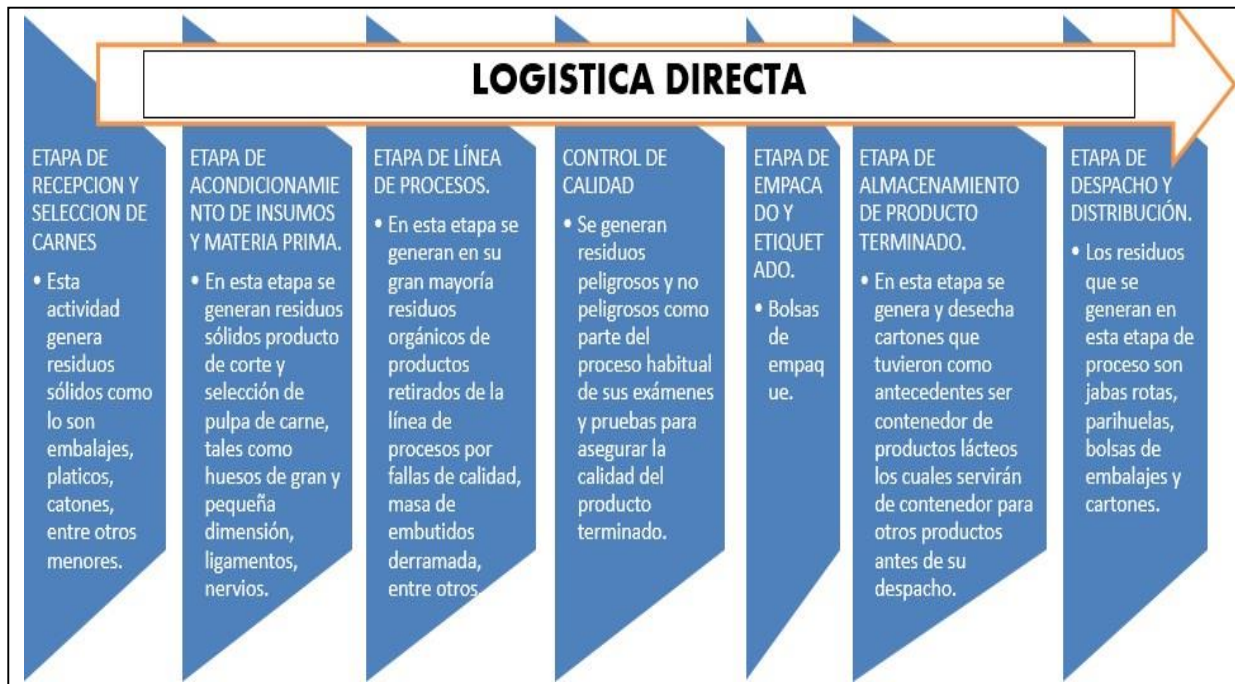 LOGISTICA DIRECTA
ETAPA DE
RECEPCION Y
SELECCION DE
CARNES
• Esta
actividad
genera
residuos
sólidos como
lo son
embalajes,
platicos,
catones,
entre otros
menores.
ETAPA DE
ACONDICIONAMIE
NTO DE INSUMOS
Y MATERIA PRIMA.
• En esta etapa se
generan residuos
sólidos producto
de corte y
selección de
pulpa de carne,
tales como
huesos de gran y
pequeña
dimensión,
ligamentos,
nervios.
ETAPA DE LÍNEA
DE PROCESOS.
• En esta etapa se
generan en su
gran mayoría
residuos
orgánicos de
productos
retirados de la
línea de
procesos por
fallas de calidad,
masa de
embutidos
derramada,
entre otros.
CONTROL DE
CALIDAD
• Se generan
residuos
peligrosos y no
peligrosos como
parte del
proceso habitual
de sus exámenes
y pruebas para
asegurar la
calidad del
producto
terminado.
ETAPA DE
EMPACA
DO Y
ETIQUET
ADO.
• Bolsas
de
empaq
ue.
ETAPA DE
ALMACENAMIENTO
DE PRODUCTO
TERMINADO.
• En esta etapa se
genera y desecha
cartones que
tuvieron como
antecedentes ser
contenedor de
productos lácteos
los cuales servirán
de contenedor para
otros productos
antes de su
despacho.
ETAPA DE
DESPACHO Y
DISTRIBUCIÓN.
• Los residuos
que se
generan en
esta etapa de
proceso son
jabas rotas,
parihuelas,
bolsas de
embalajes y
cartones.